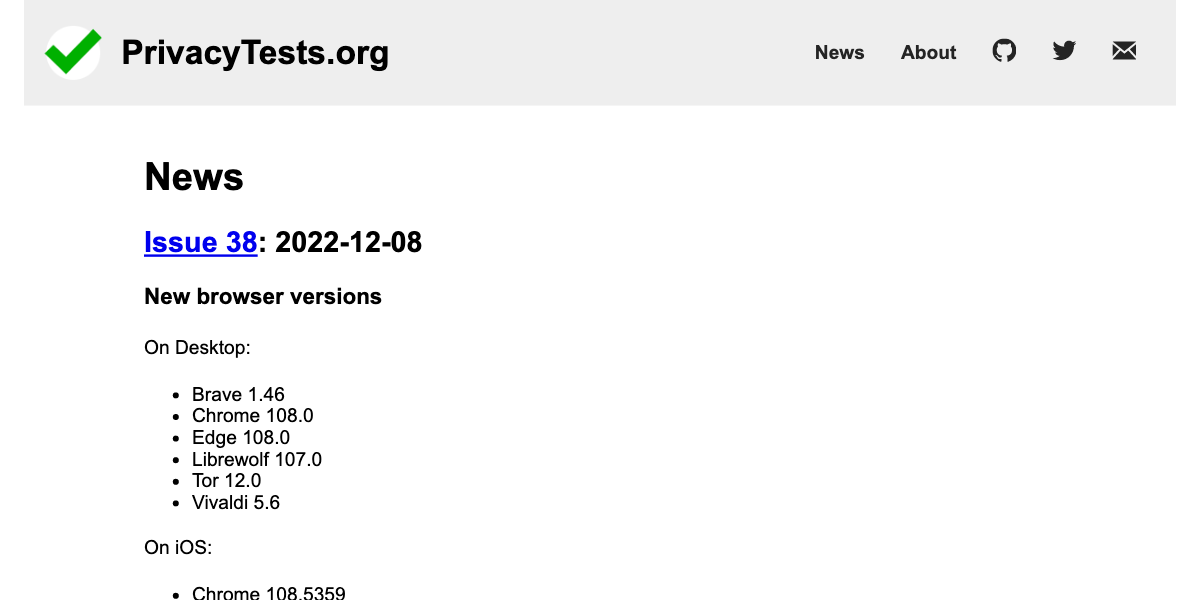 PrivacyTests.org
News
About
News
Issue 38: 2022-12-08
New browser versions
On Desktop:
Brave 1.46
Chrome 108.0
Edge 108.0
Librewolf 107.0
Tor 12.0
Vivaldi 5.6
On iOS:
Chrome 108.5359